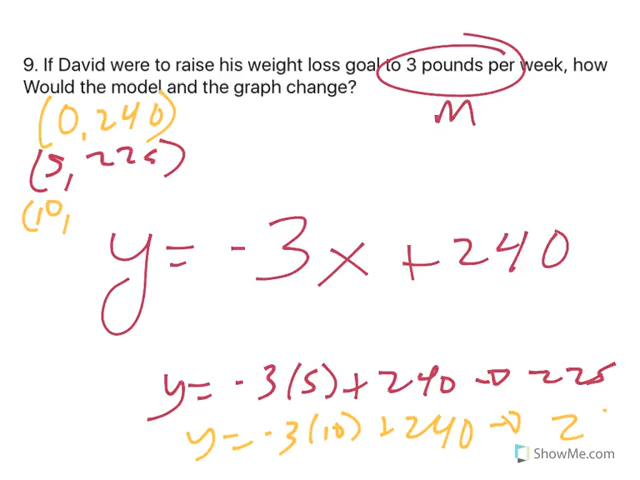 9. If David were to raise his weight loss goal to 3 pounds per week, how
Would the model and the graph change?
(0, 240)
M
(5, 225)
(10,
y = -3x + 240
y = -3(5) + 240 → 225
y = -3(10) + 240 → 2
ShowMe.com